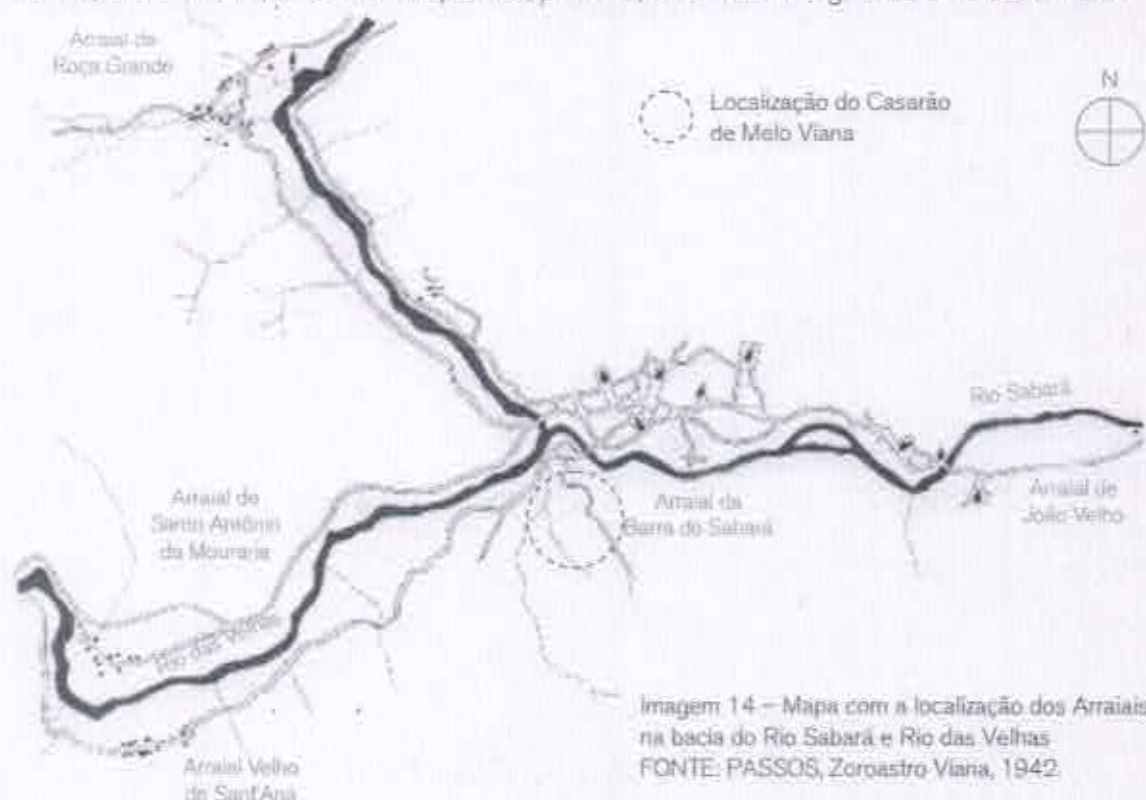 Arraial da
Roça Grande
Localização do Casarão
de Melo Viana
N
Rio Sabará
Arraial de
Santo Antônio
da Mouraria
Arraial da
Barra do Sabará
Arraial de
João Velho
Rio das Velhas
Imagem 14 – Mapa com a localização dos Arraiais
na bacia do Rio Sabará e Rio das Velhas
FONTE: PASSOS, Zoroastro Viana, 1942
Arraial Velho
de Sant'Ana